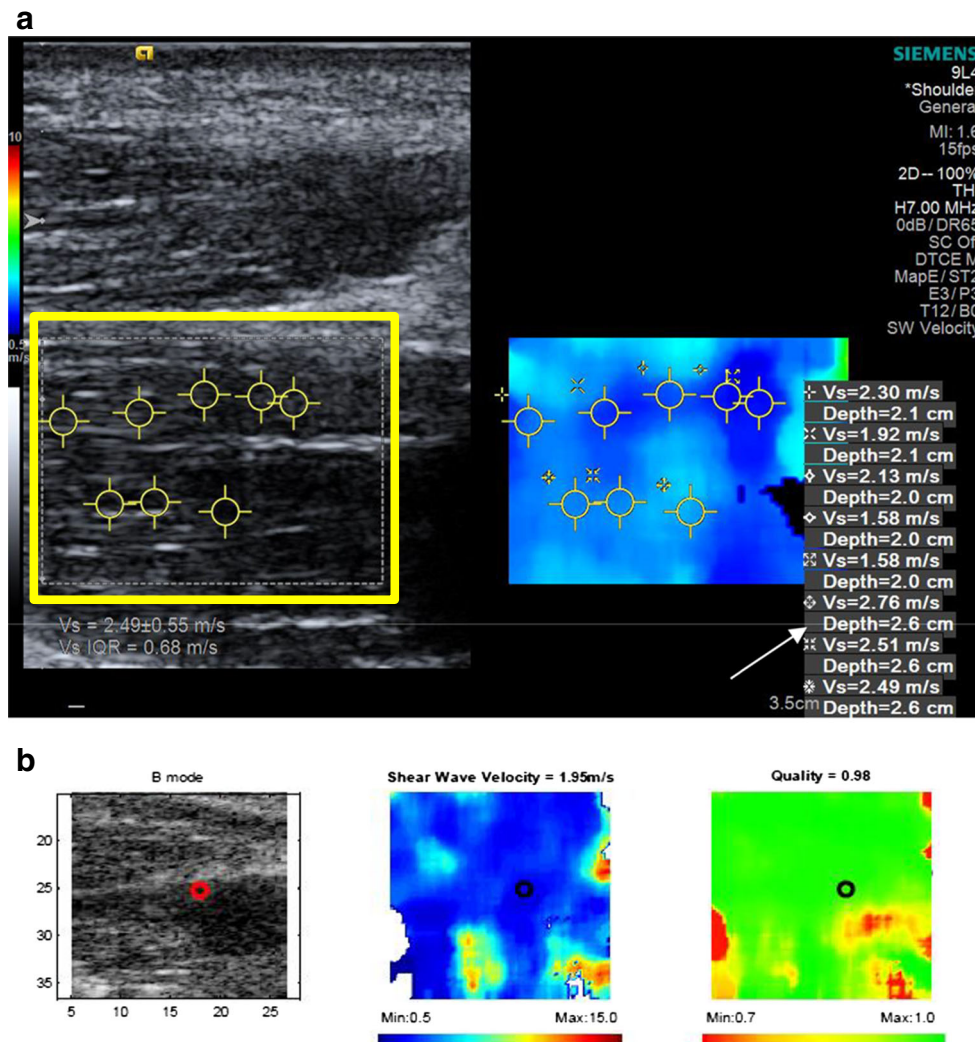 a
SIEMENS
9L4
*Shoulder
General
MI: 1.6
15fps
2D-- 100%
THI
H7.00 MHz
0dB/DR65
SC Off
DTCE M
MapE/ST2
E3/P3
T12/B0
SW Velocity
10
0.5
m/s
Vs=2.30 m/s
Depth=2.1 cm
Vs=1.92 m/s
Depth=2.1 cm
Vs=2.13 m/s
Depth=2.0 cm
Vs=1.58 m/s
Depth=2.0 cm
Vs=1.58 m/s
Depth=2.0 cm
Vs=2.76 m/s
Depth=2.6 cm
Vs=2.51 m/s
Depth=2.6 cm
Vs=2.49 m/s
Depth=2.6 cm
Vs = 2.49±0.55 m/s
Vs IQR = 0.68 m/s
3.5cm
b
B mode
20
25
30
35
5 10 15 20 25
Shear Wave Velocity = 1.95m/s
Min:0.5 Max:15.0
Quality = 0.98
Min:0.7 Max:1.0